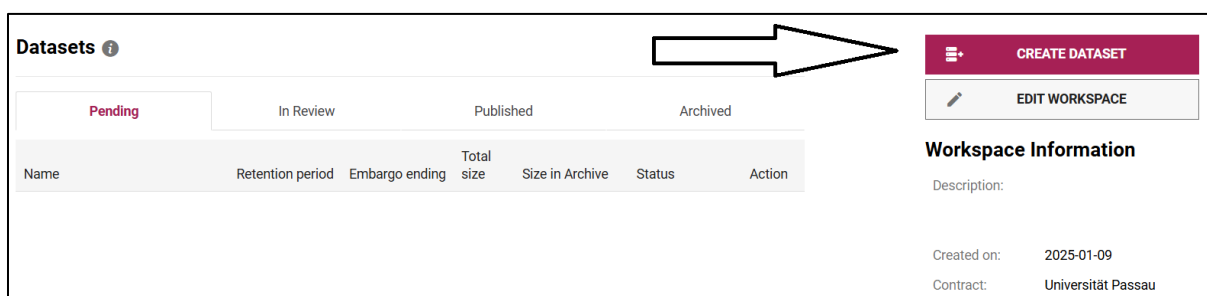 Datasets
CREATE DATASET
EDIT WORKSPACE
Pending In Review Published Archived
Name Retention period Embargo ending Total size Size in Archive Status Action
Workspace Information
Description:
Created on: 2025-01-09
Contract: Universität Passau